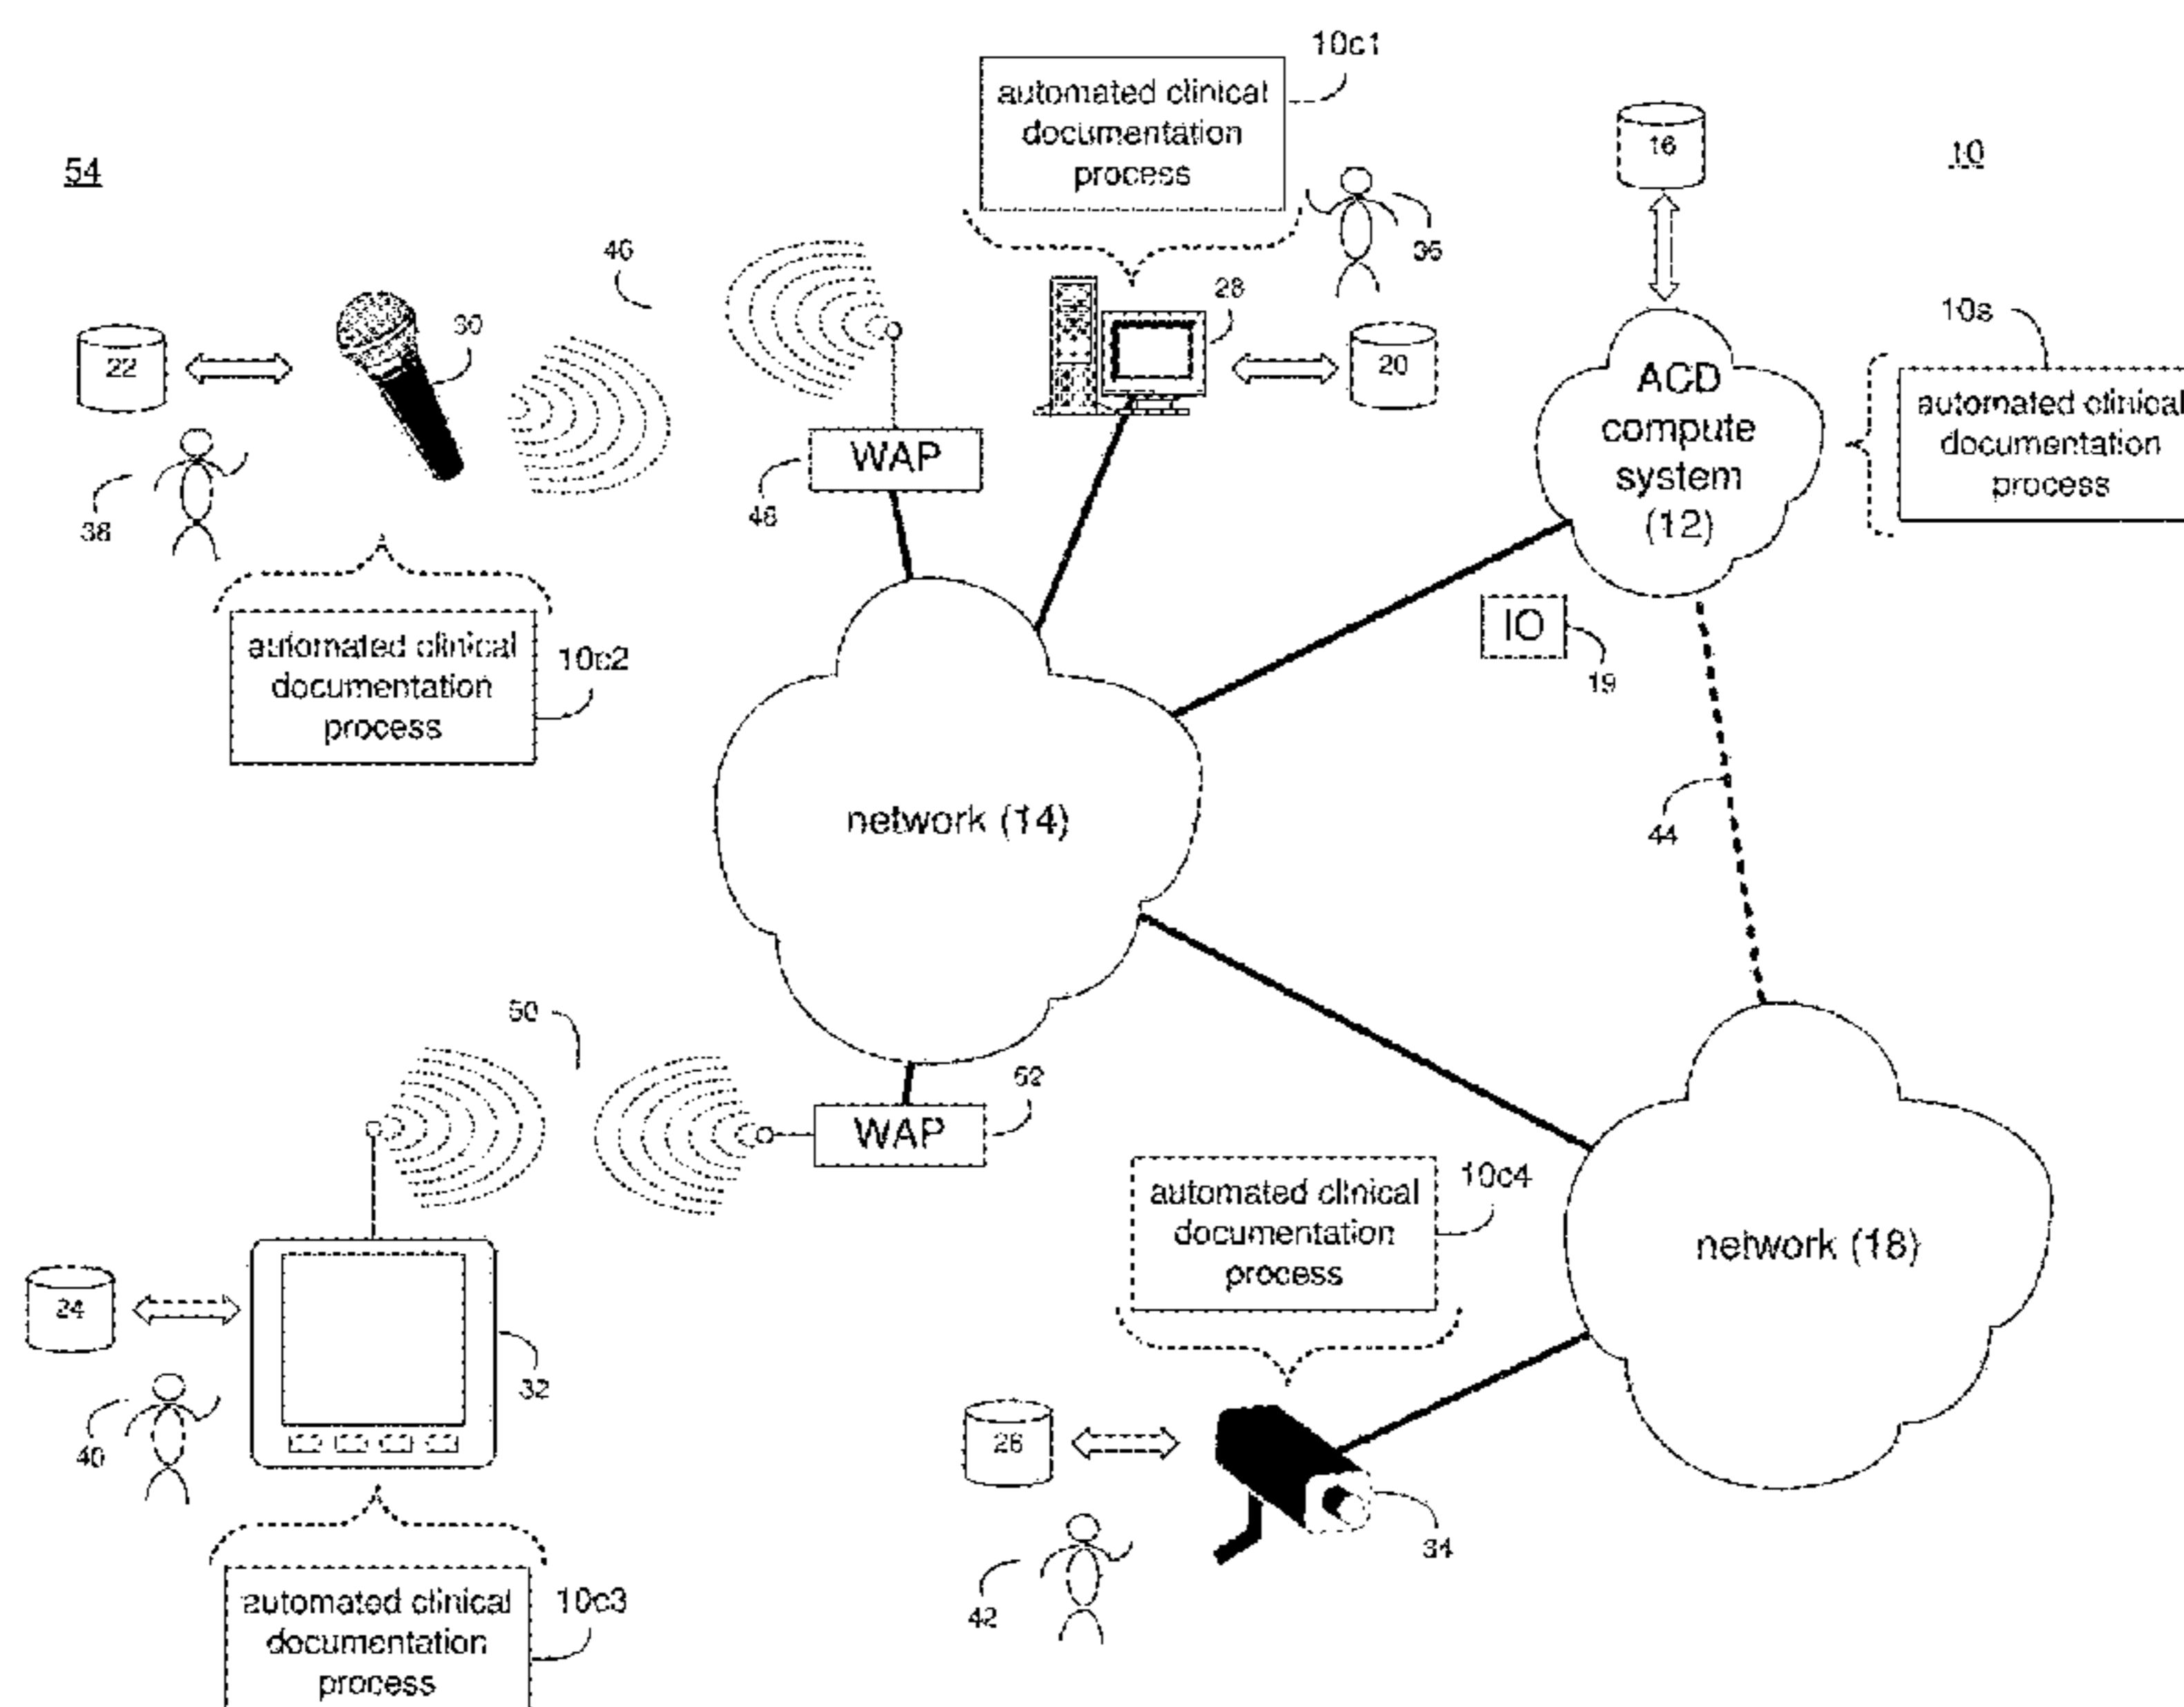 54
10
10c1
automated clinical
documentation
process
36
16
46
22
30
38
WAP
48
28
20
10s
ACD
compute
system
(12)
automated clinical
documentation
process
automated clinical
documentation
process
10c2
IO
19
network (14)
44
50
52
WAP
24
32
40
automated clinical
documentation
process
10c4
network (18)
26
34
42
automated clinical
documentation
process
10c3